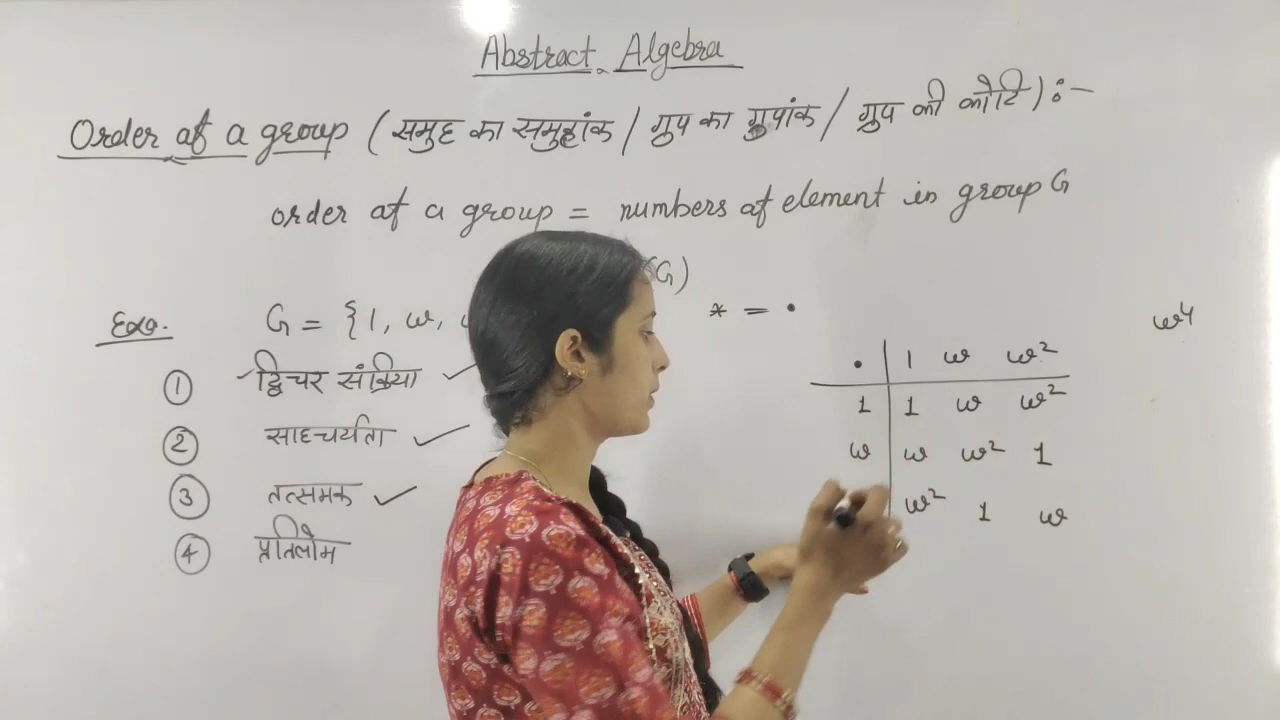 Abstract Algebra
Order of a group (समुह का समुहांक / ग्रुप का ग्रुपांक / ग्रुप की कोटि) :-
order of a group = numbers of element in group G
(G)
Exa. G = {1, ω, * = •
ω⁴
① द्विचर संक्रिया ✓
② साहचर्यता ✓
③ तत्समक ✓
④ प्रतिलोम
• 1 ω ω²
1 1 ω ω²
ω ω ω² 1
ω² 1 ω